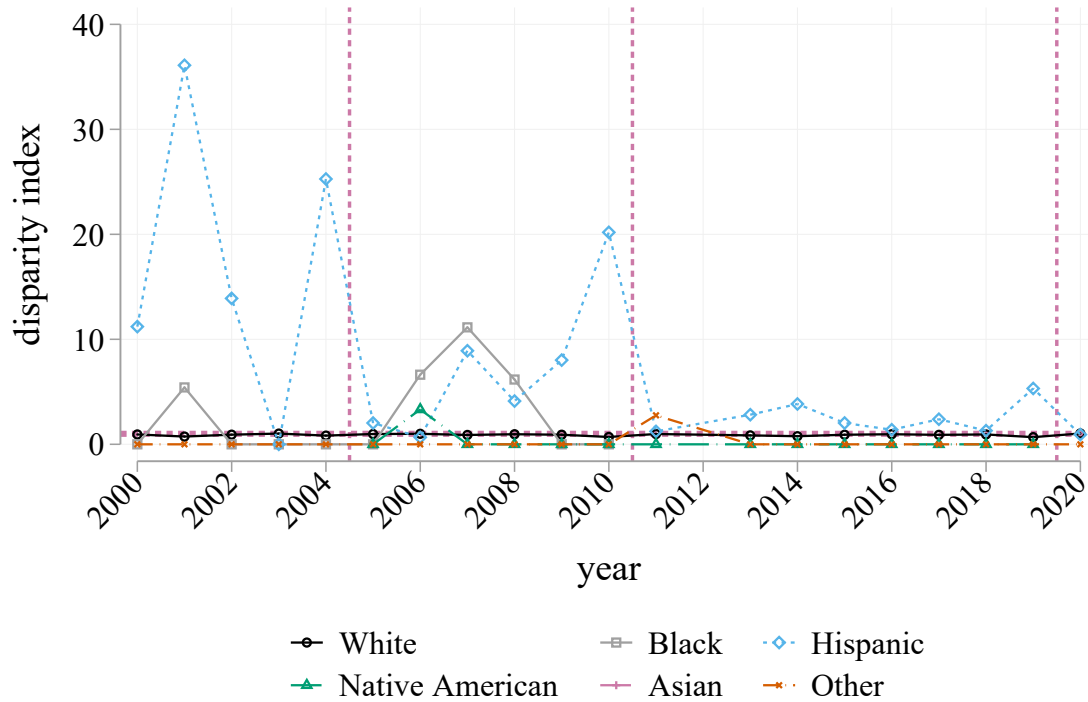 40
30
20
10
0
disparity index
2000 2002 2004 2006 2008 2010 2012 2014 2016 2018 2020
year
White Black Hispanic
Native American Asian Other